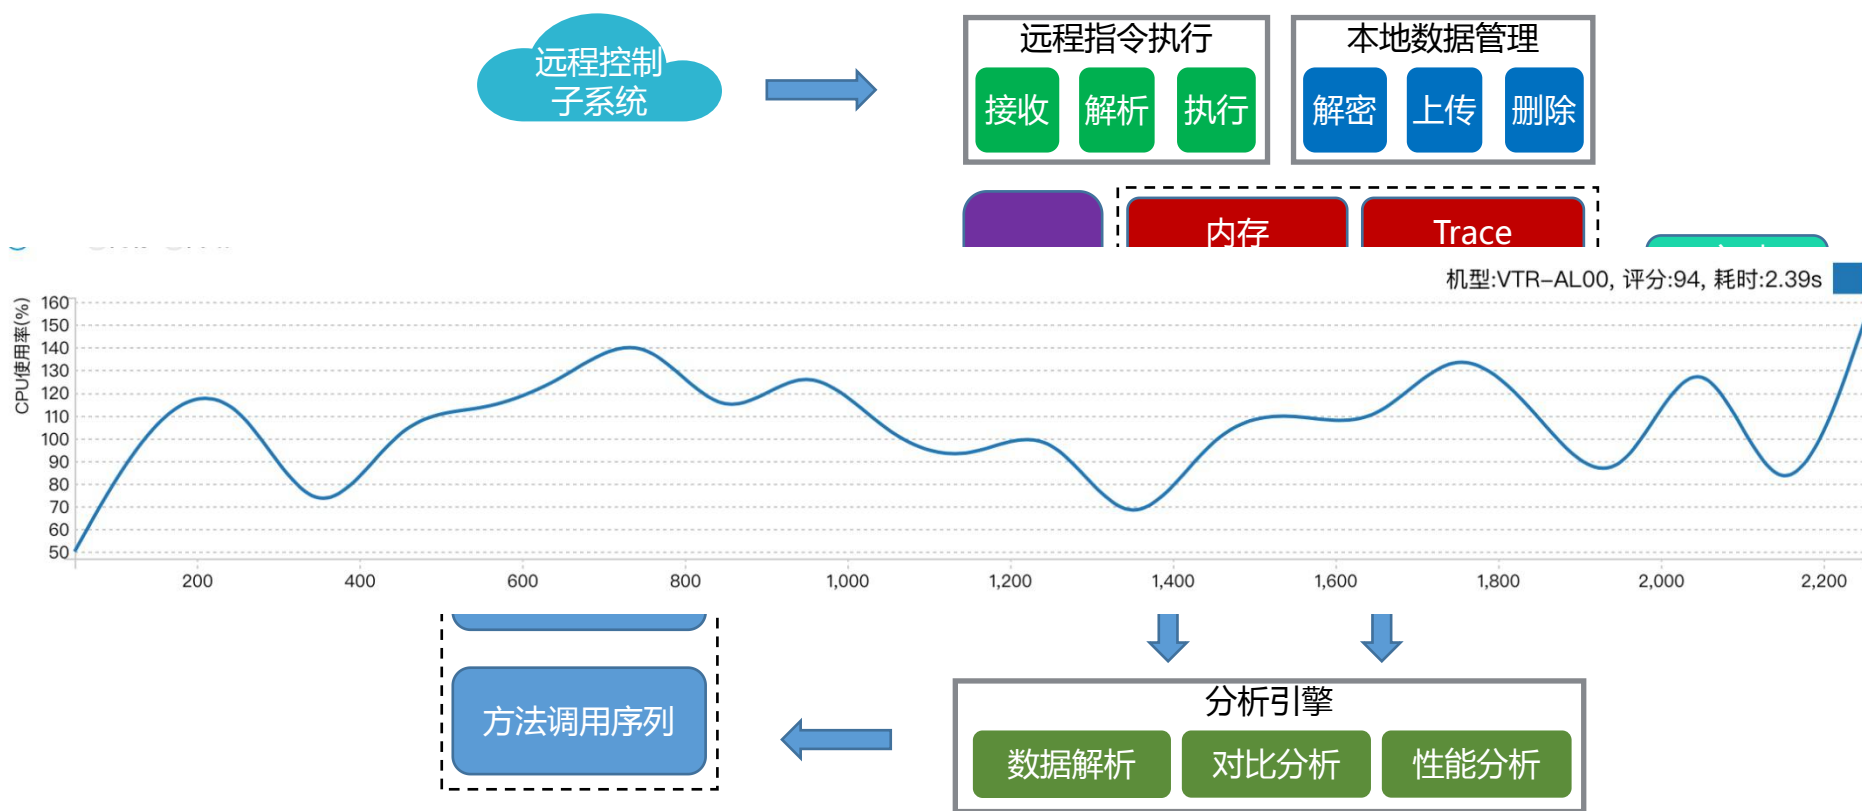 远程控制
子系统
远程指令执行
接收 解析 执行
本地数据管理
解密 上传 删除
内存
Trace
机型:VTR-AL00, 评分:94, 耗时:2.39s
CPU使用率(%)
160
150
140
130
120
110
100
90
80
70
60
50
200 400 600 800 1,000 1,200 1,400 1,600 1,800 2,000 2,200
方法调用序列
分析引擎
数据解析 对比分析 性能分析